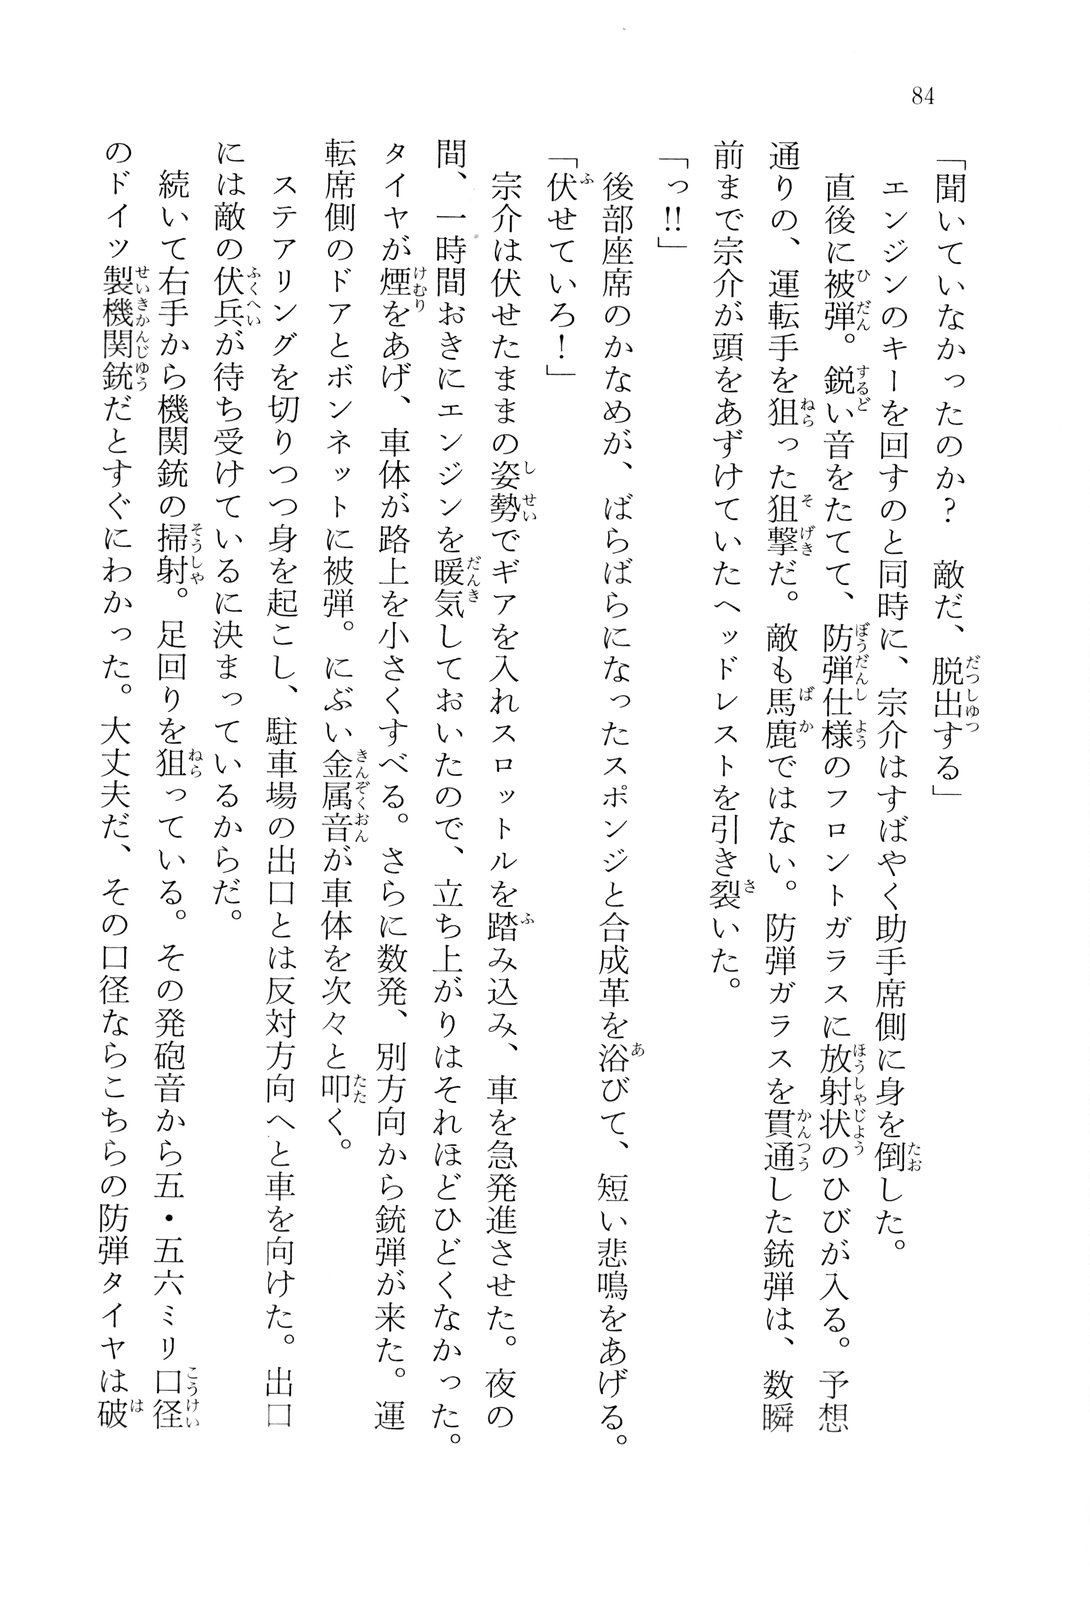 84
「聞いていなかったのか？　敵だ、脱出する」
　エンジンのキーを回すのと同時に、宗介はすばやく助手席側に身を倒した。
　直後に被弾。鋭い音をたてて、防弾仕様のフロントガラスに放射状のひびが入る。予想
通りの、運転手を狙った狙撃だ。敵も馬鹿ではない。防弾ガラスを貫通した銃弾は、数瞬
前まで宗介が頭をあずけていたヘッドレストを引き裂いた。
「っ!!」
　後部座席のかなめが、ばらばらになったスポンジと合成革を浴びて、短い悲鳴をあげる。
「伏せていろ！」
　宗介は伏せたままの姿勢でギアを入れスロットルを踏み込み、車を急発進させた。夜の
間、一時間おきにエンジンを暖気しておいたので、立ち上がりはそれほどひどくなかった。
タイヤが煙をあげ、車体が路上を小さくすべる。さらに数発、別方向から銃弾が来た。運
転席側のドアとボンネットに被弾。にぶい金属音が車体を次々と叩く。
　ステアリングを切りつつ身を起こし、駐車場の出口とは反対方向へと車を向けた。出口
には敵の伏兵が待ち受けているに決まっているからだ。
　続いて右手から機関銃の掃射。足回りを狙っている。その発砲音から五・五六ミリ口径
のドイツ製機関銃だとすぐにわかった。大丈夫だ、その口径ならこちらの防弾タイヤは破